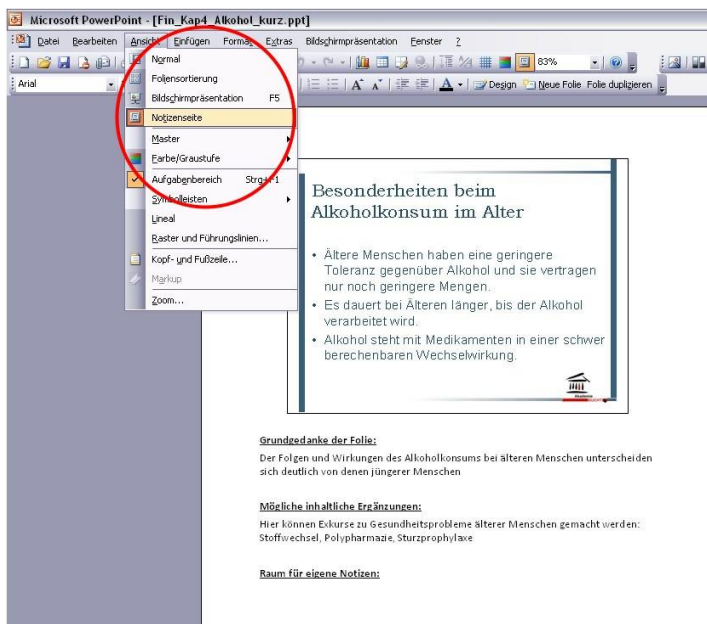 Microsoft PowerPoint - [Fin_Kap4_Alkohol_kurz.ppt]
Datei Bearbeiten Ansicht Einfügen Format Extras Bildschirmpräsentation Fenster ?
83%
Arial
Design Neue Folie Folie duplizieren
Normal
Foliensortierung
Bildschirmpräsentation F5
Notizenseite
Master
Farbe/Graustufe
Aufgabenbereich Strg+F1
Symbolleisten
Lineal
Raster und Führungslinien...
Kopf- und Fußzeile...
Markup
Zoom...
Besonderheiten beim
Alkoholkonsum im Alter
• Ältere Menschen haben eine geringere
Toleranz gegenüber Alkohol und sie vertragen
nur noch geringere Mengen.
• Es dauert bei Älteren länger, bis der Alkohol
verarbeitet wird.
• Alkohol steht mit Medikamenten in einer schwer
berechenbaren Wechselwirkung.
Grundgedanke der Folie:
Der Folgen und Wirkungen des Alkoholkonsums bei älteren Menschen unterscheiden
sich deutlich von denen jüngerer Menschen
Mögliche inhaltliche Ergänzungen:
Hier können Exkurse zu Gesundheitsprobleme älterer Menschen gemacht werden:
Stoffwechsel, Polypharmazie, Sturzprophylaxe
Raum für eigene Notizen: